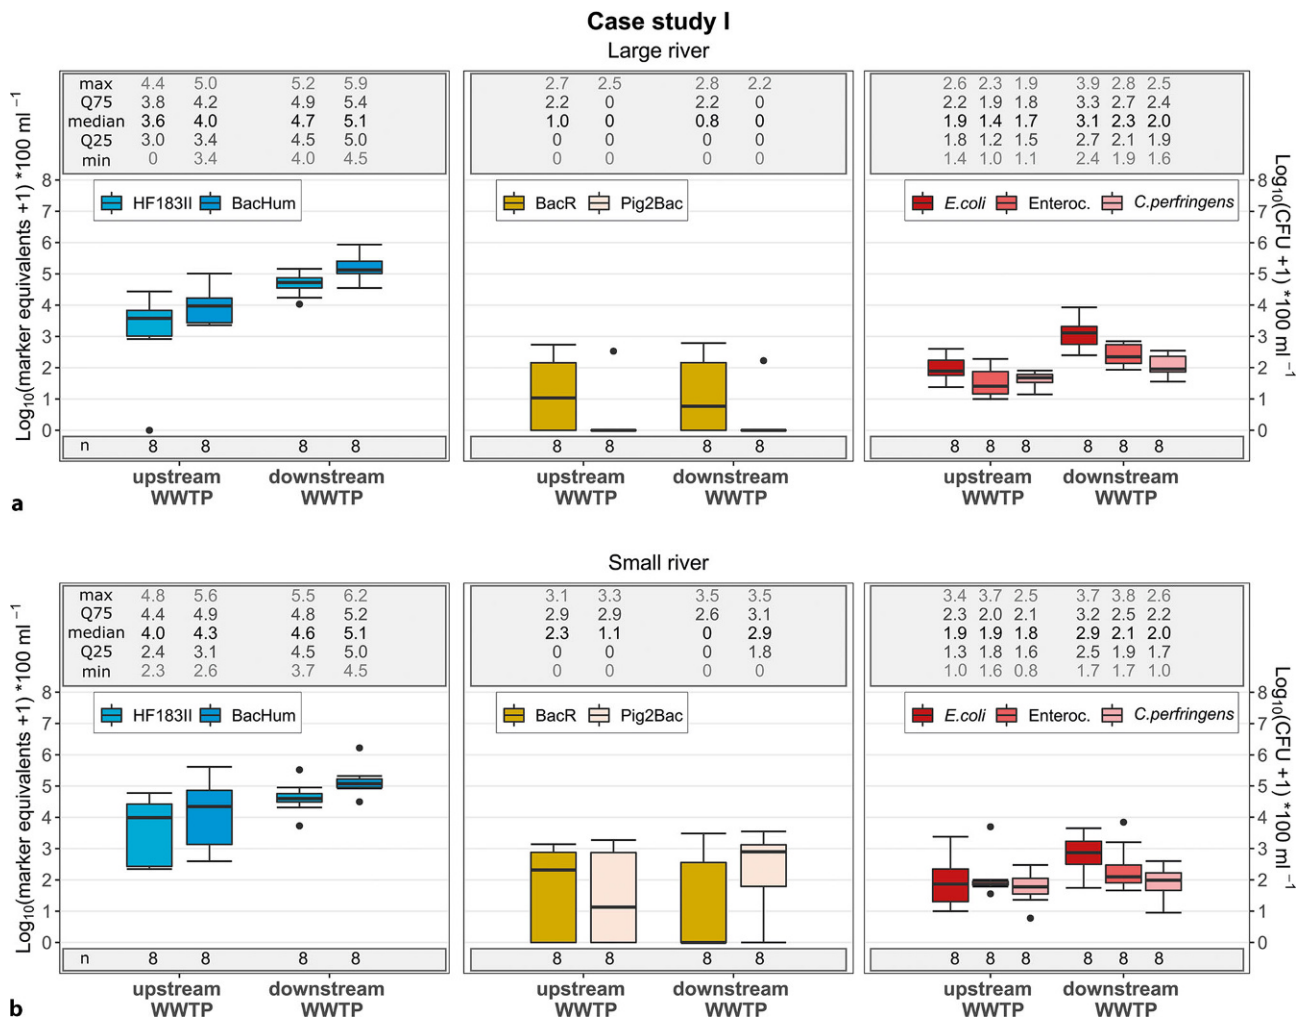 Case study I
Large river
max 4.4 5.0 5.2 5.9
Q75 3.8 4.2 4.9 5.4
median 3.6 4.0 4.7 5.1
Q25 3.0 3.4 4.5 5.0
min 0 3.4 4.0 4.5
2.7 2.5 2.8 2.2
2.2 0 2.2 0
1.0 0 0.8 0
0 0 0 0
0 0 0 0
2.6 2.3 1.9 3.9 2.8 2.5
2.2 1.9 1.8 3.3 2.7 2.4
1.9 1.4 1.7 3.1 2.3 2.0
1.8 1.2 1.5 2.7 2.1 1.9
1.4 1.0 1.1 2.4 1.9 1.6
Log10(marker equivalents +1) *100 ml −1
8
7
6
5
4
3
2
1
0
HF183II BacHum
BacR Pig2Bac
E.coli Enteroc. C.perfringens
8
7
6
5
4
3
2
1
0
Log10(CFU +1) *100 ml −1
n 8 8 8 8
8 8 8 8
8 8 8 8 8 8
upstream WWTP downstream WWTP
upstream WWTP downstream WWTP
upstream WWTP downstream WWTP
a
Small river
max 4.8 5.6 5.5 6.2
Q75 4.4 4.9 4.8 5.2
median 4.0 4.3 4.6 5.1
Q25 2.4 3.1 4.5 5.0
min 2.3 2.6 3.7 4.5
3.1 3.3 3.5 3.5
2.9 2.9 2.6 3.1
2.3 1.1 0 2.9
0 0 0 1.8
0 0 0 0
3.4 3.7 2.5 3.7 3.8 2.6
2.3 2.0 2.1 3.2 2.5 2.2
1.9 1.9 1.8 2.9 2.1 2.0
1.3 1.8 1.6 2.5 1.9 1.7
1.0 1.6 0.8 1.7 1.7 1.0
Log10(marker equivalents +1) *100 ml −1
8
7
6
5
4
3
2
1
0
HF183II BacHum
BacR Pig2Bac
E.coli Enteroc. C.perfringens
8
7
6
5
4
3
2
1
0
Log10(CFU +1) *100 ml −1
n 8 8 8 8
8 8 8 8
8 8 8 8 8 8
upstream WWTP downstream WWTP
upstream WWTP downstream WWTP
upstream WWTP downstream WWTP
b